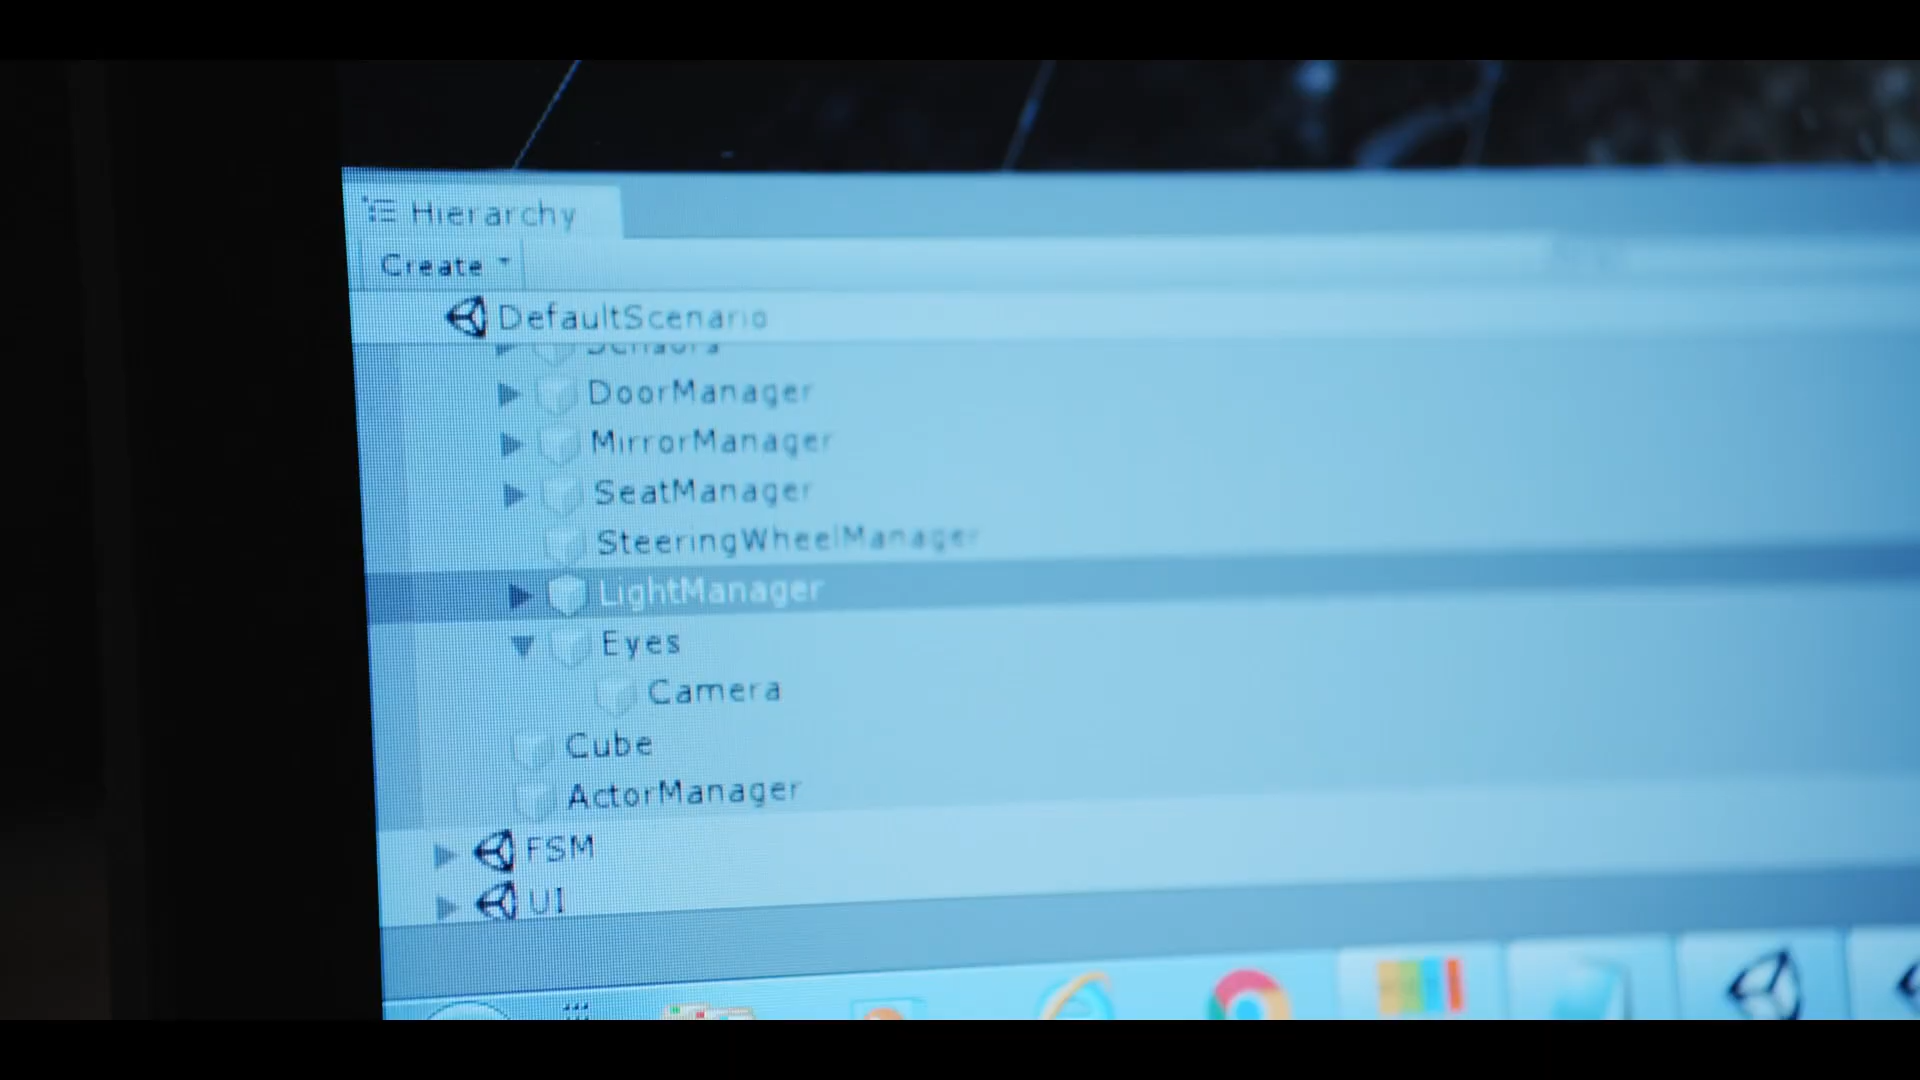 Hierarchy
Create
DefaultScenario
DoorManager
MirrorManager
SeatManager
SteeringWheelManager
LightManager
Eyes
Camera
Cube
ActorManager
FSM
UI